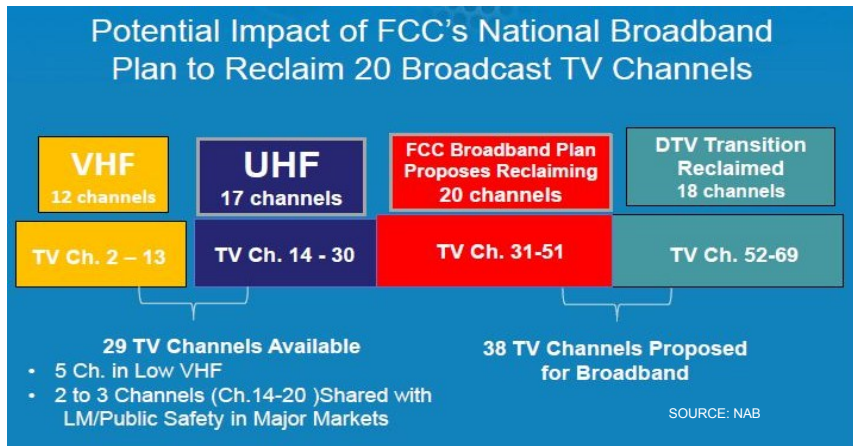 Potential Impact of FCC's National Broadband
Plan to Reclaim 20 Broadcast TV Channels
VHF
12 channels
UHF
17 channels
FCC Broadband Plan
Proposes Reclaiming
20 channels
DTV Transition
Reclaimed
18 channels
TV Ch. 2 – 13
TV Ch. 14 - 30
TV Ch. 31-51
TV Ch. 52-69
29 TV Channels Available
• 5 Ch. in Low VHF
• 2 to 3 Channels (Ch.14-20 )Shared with
LM/Public Safety in Major Markets
38 TV Channels Proposed
for Broadband
SOURCE: NAB